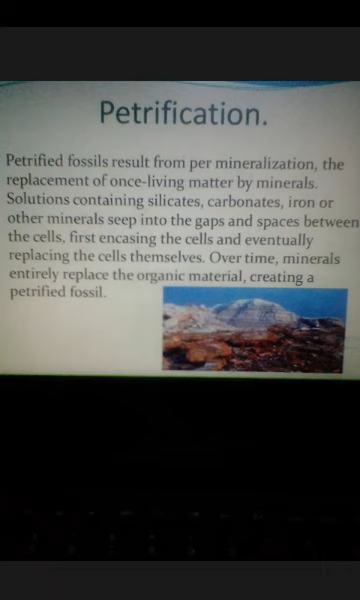 Petrification.
Petrified fossils result from per mineralization, the
replacement of once-living matter by minerals.
Solutions containing silicates, carbonates, iron or
other minerals seep into the gaps and spaces between
the cells, first encasing the cells and eventually
replacing the cells themselves. Over time, minerals
entirely replace the organic material, creating a
petrified fossil.